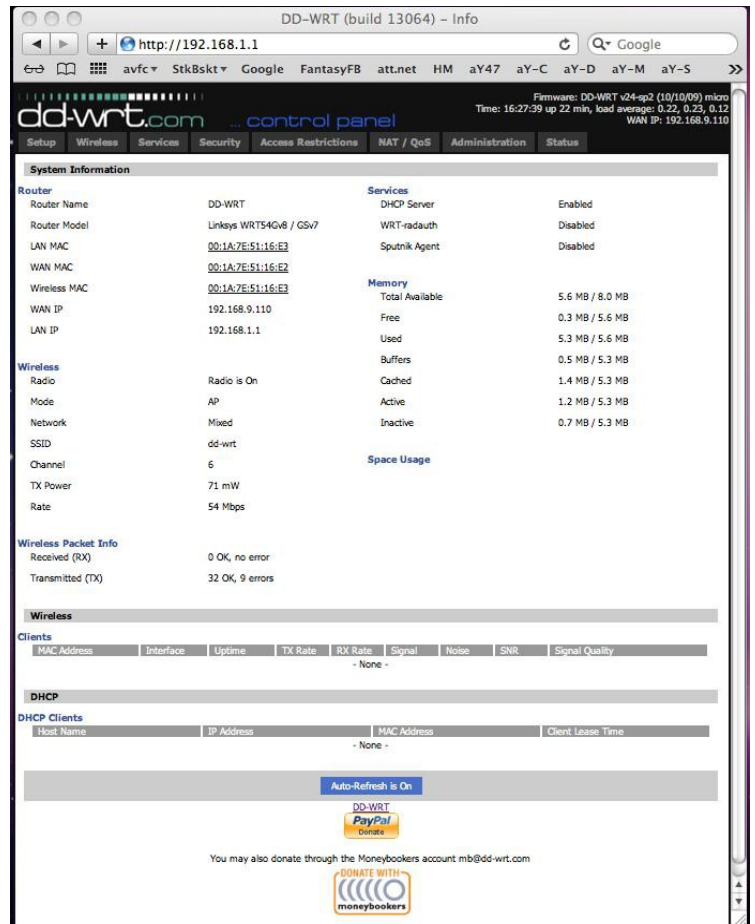 DD-WRT (build 13064) – Info
http://192.168.1.1
Google
avfc StkBskt Google FantasyFB att.net HM aY47 aY-C aY-D aY-M aY-S
Firmware: DD-WRT v24-sp2 (10/10/09) micro
Time: 16:27:39 up 22 min, load average: 0.22, 0.23, 0.12
WAN IP: 192.168.9.110
dd-wrt.com ... control panel
Setup Wireless Services Security Access Restrictions NAT / QoS Administration Status
System Information
Router
Router Name DD-WRT
Router Model Linksys WRT54Gv8 / GSv7
LAN MAC 00:1A:7E:51:16:E3
WAN MAC 00:1A:7E:51:16:E2
Wireless MAC 00:1A:7E:51:16:E3
WAN IP 192.168.9.110
LAN IP 192.168.1.1
Wireless
Radio Radio is On
Mode AP
Network Mixed
SSID dd-wrt
Channel 6
TX Power 71 mW
Rate 54 Mbps
Wireless Packet Info
Received (RX) 0 OK, no error
Transmitted (TX) 32 OK, 9 errors
Services
DHCP Server Enabled
WRT-radauth Disabled
Sputnik Agent Disabled
Memory
Total Available 5.6 MB / 8.0 MB
Free 0.3 MB / 5.6 MB
Used 5.3 MB / 5.6 MB
Buffers 0.5 MB / 5.3 MB
Cached 1.4 MB / 5.3 MB
Active 1.2 MB / 5.3 MB
Inactive 0.7 MB / 5.3 MB
Space Usage
Wireless
Clients
MAC Address Interface Uptime TX Rate RX Rate Signal Noise SNR Signal Quality
- None -
DHCP
DHCP Clients
Host Name IP Address MAC Address Client Lease Time
- None -
Auto-Refresh is On
DD-WRT
PayPal
Donate
You may also donate through the Moneybookers account mb@dd-wrt.com
DONATE WITH
moneybookers